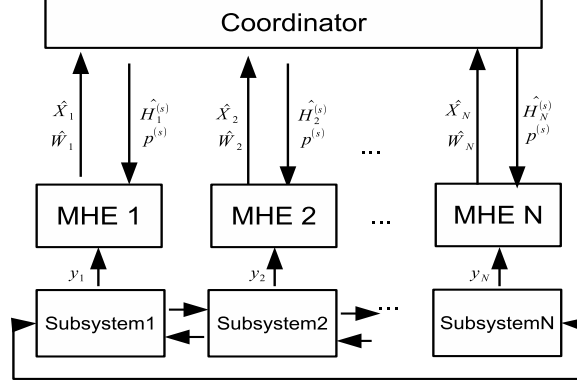 Coordinator
X̂₁ Ĥ₁⁽ˢ⁾ X̂₂ Ĥ₂⁽ˢ⁾ X̂_N Ĥ_N⁽ˢ⁾
Ŵ₁ p⁽ˢ⁾ Ŵ₂ p⁽ˢ⁾ ... Ŵ_N p⁽ˢ⁾
MHE 1 MHE 2 ... MHE N
y₁ y₂ y_N
Subsystem1 Subsystem2 ... SubsystemN